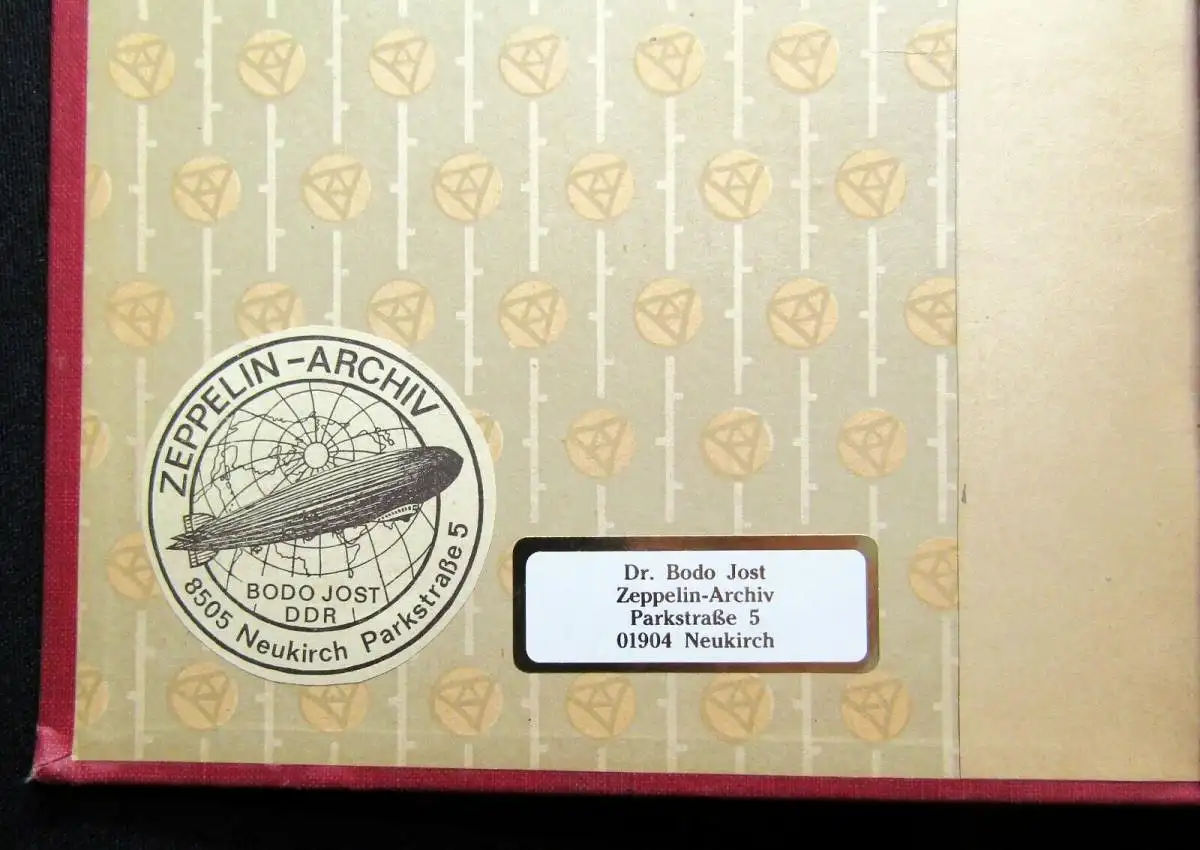 ZEPPELIN-ARCHIV
BODO JOST
DDR
8505 Neukirch Parkstraße 5
Dr. Bodo Jost
Zeppelin-Archiv
Parkstraße 5
01904 Neukirch